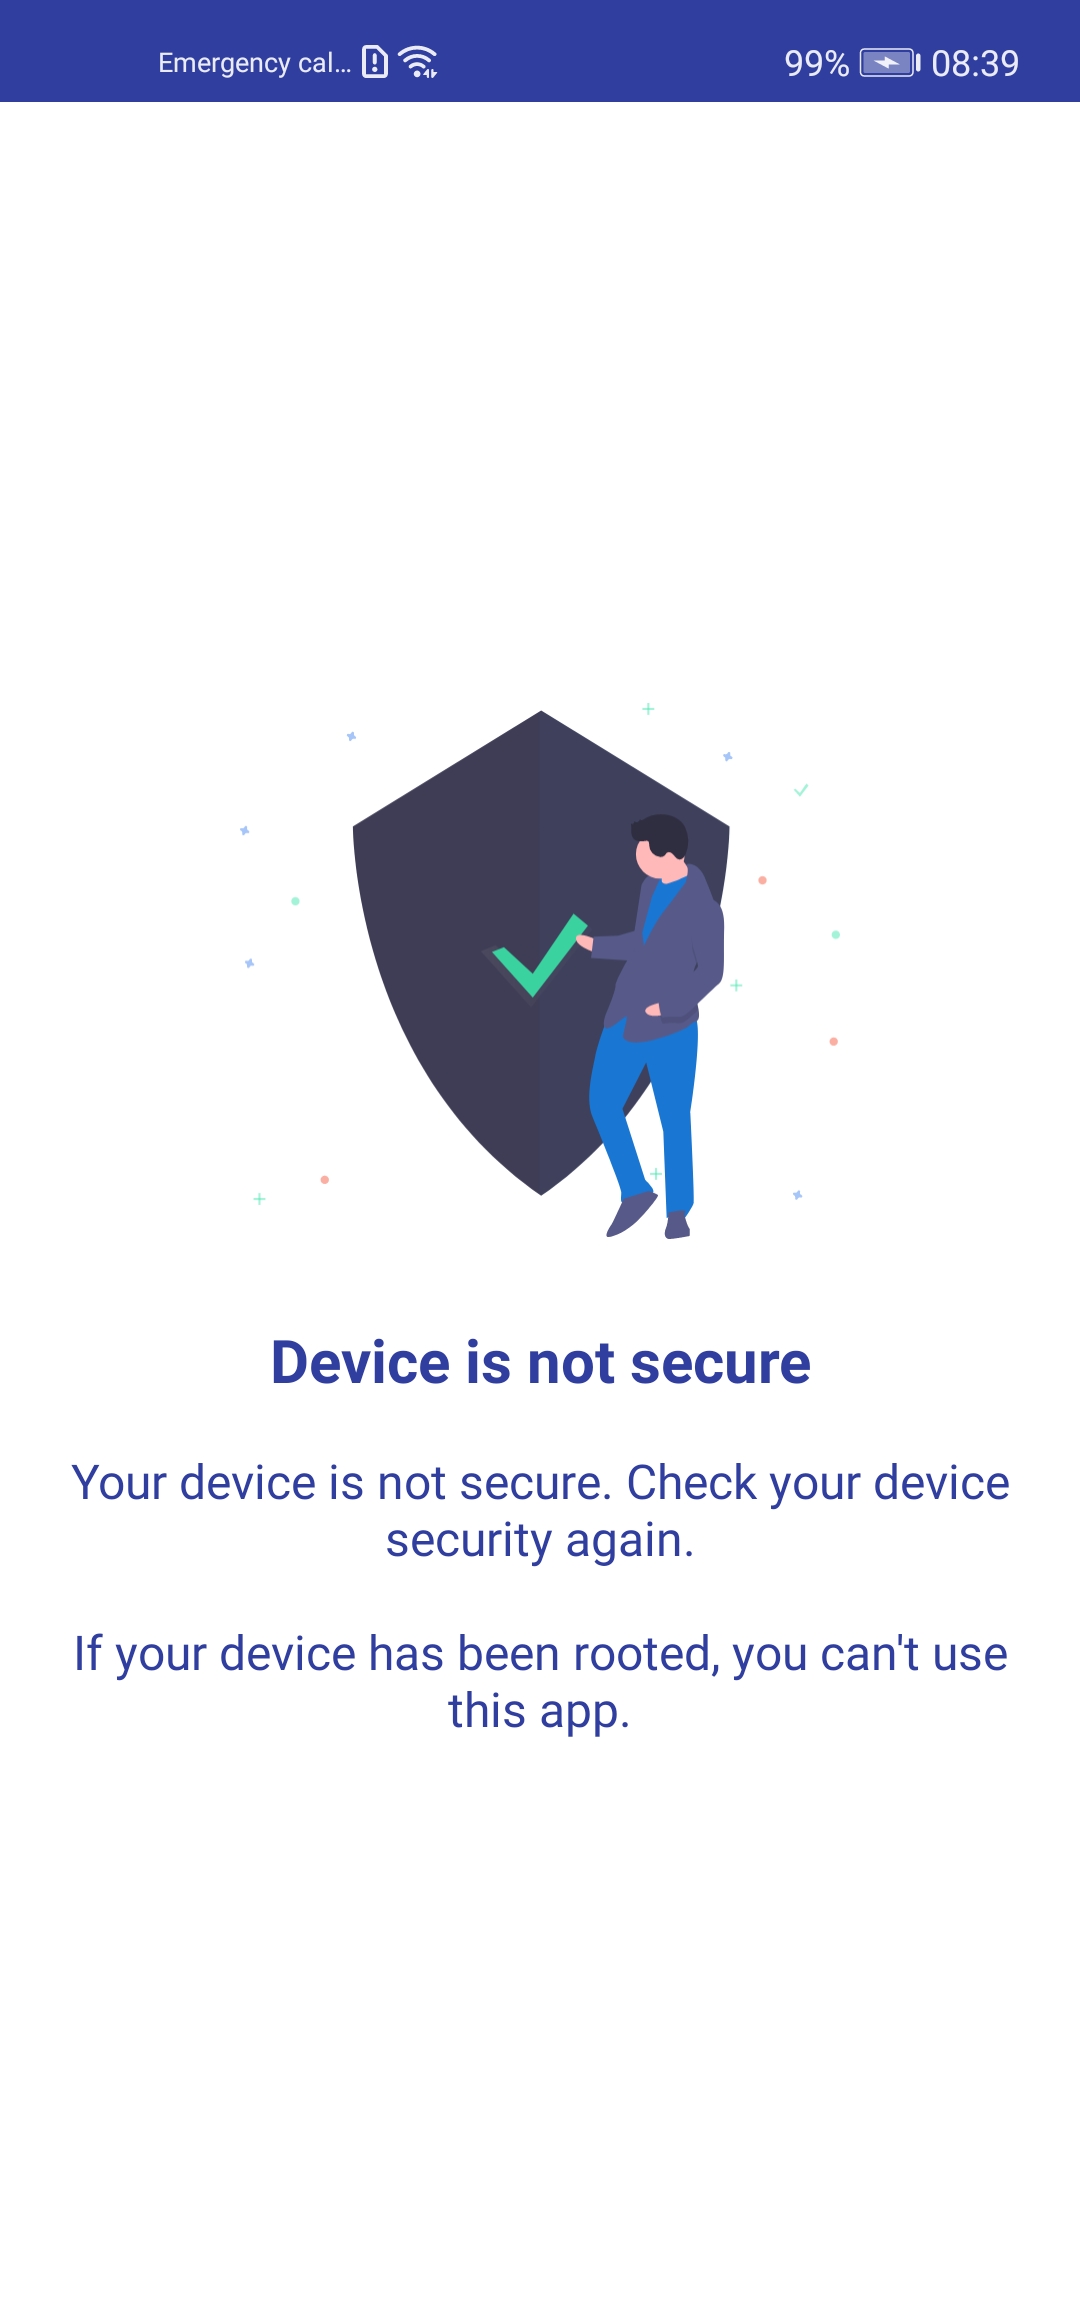 Emergency cal...
99% 08:39
Device is not secure
Your device is not secure. Check your device
security again.
If your device has been rooted, you can't use
this app.